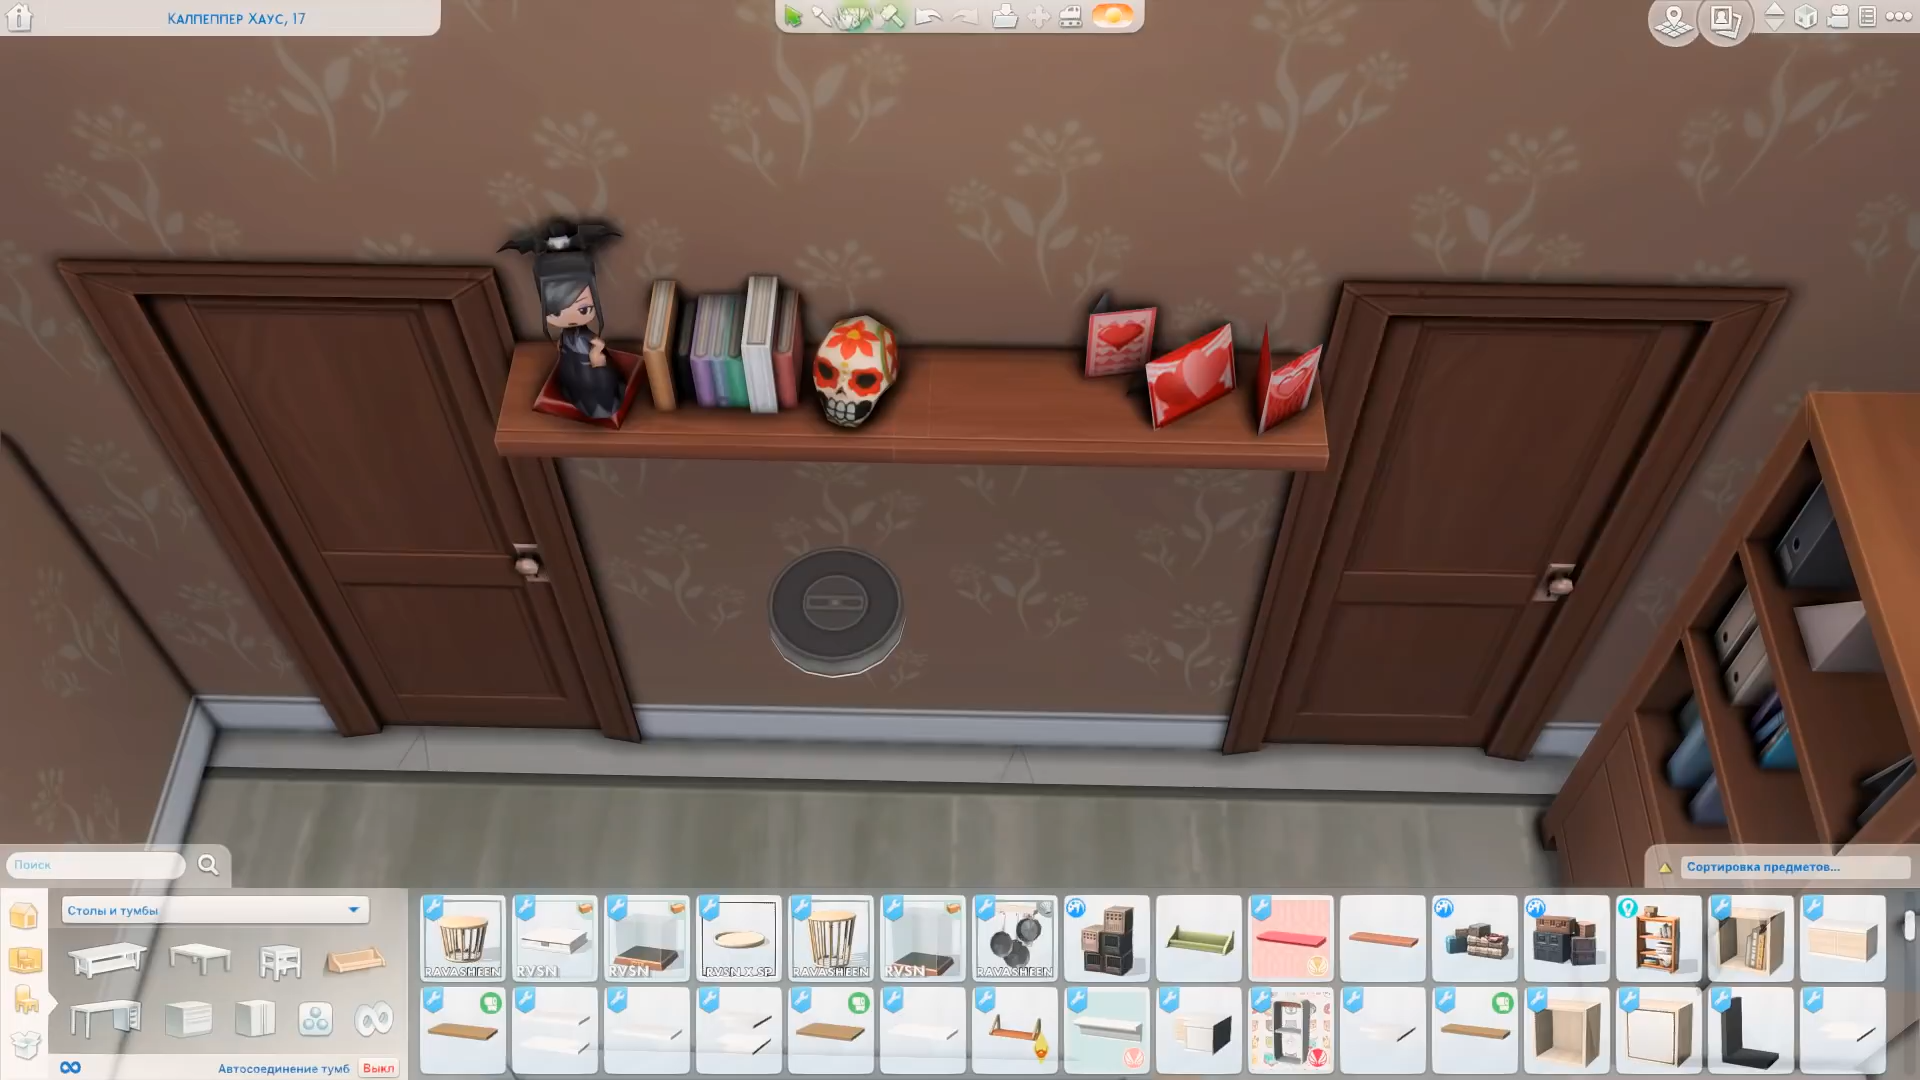 Калпеппер Хаус, 17
Поиск
Сортировка предметов...
Столы и тумбы
RAVASHEEN
RVSN
RVSN
RVSN X SP
RAVASHEEN
RVSN
RAVASHEEN
Автосоединение тумб
Выкл